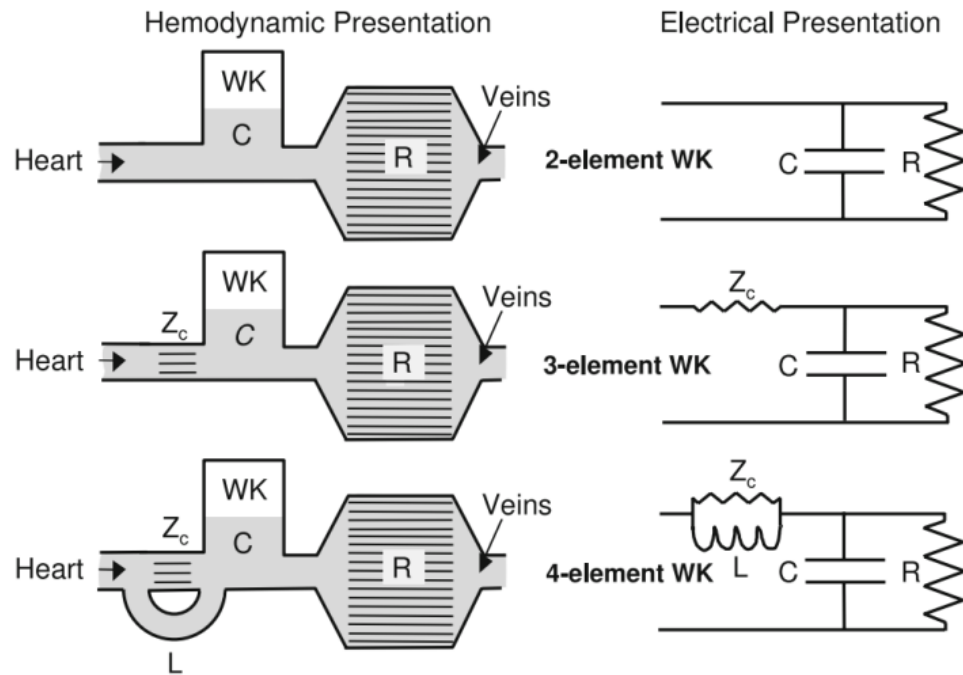 Hemodynamic Presentation
Electrical Presentation
WK
C
Heart
R
Veins
2-element WK
C
R
WK
Zc
C
Heart
R
Veins
Zc
3-element WK
C
R
WK
Zc
C
Heart
R
Veins
L
Zc
L
4-element WK
C
R